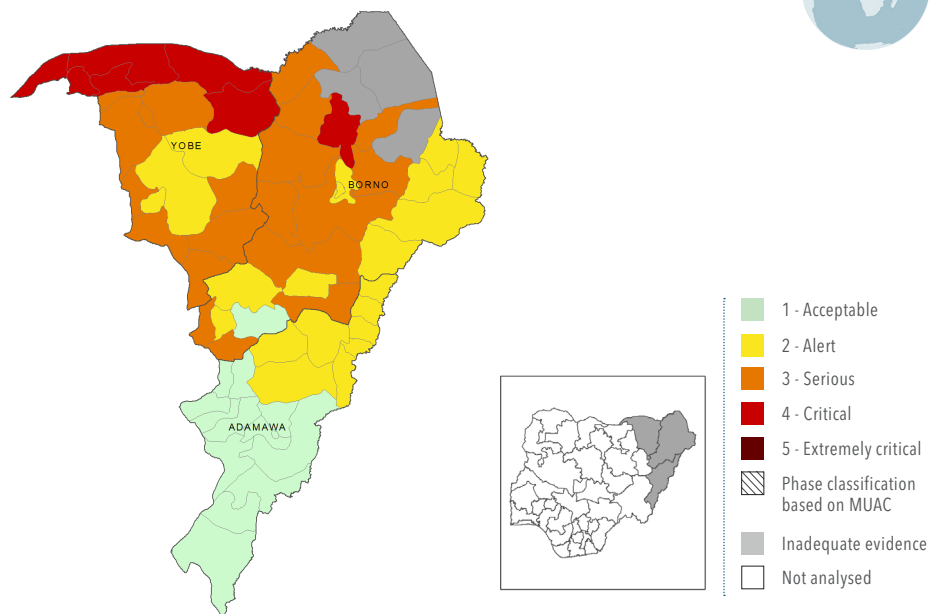 YOBE
BORNO
ADAMAWA
1 - Acceptable
2 - Alert
3 - Serious
4 - Critical
5 - Extremely critical
Phase classification
based on MUAC
Inadequate evidence
Not analysed